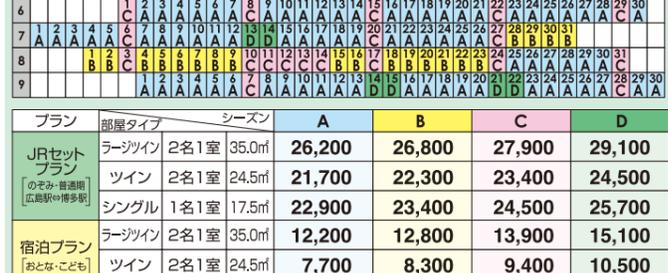 6 1 2 3 4 5 6 7 8 9 10 11 12 13 14 15 16 17 18 19 20 21 22 23 24 25 26 27 28 29 30
C A A A A A A C A A A A A A C A A A A A A C A A A A A A C A
7 1 2 3 4 5 6 7 8 9 10 11 12 13 14 15 16 17 18 19 20 21 22 23 24 25 26 27 28 29 30 31
A A A A A C A A A A A A D D A A A A A C A A A A A A C B B B B
8 1 2 3 4 5 6 7 8 9 10 11 12 13 14 15 16 17 18 19 20 21 22 23 24 25 26 27 28 29 30 31
B B C B B B B B B C C C C C B B C B B B B B B C A A A A A A C
9 1 2 3 4 5 6 7 8 9 10 11 12 13 14 15 16 17 18 19 20 21 22 23 24 25 26 27 28 29 30
A A A A A A C A A A A A A D D A A A A A D D A A A A A C A A
プラン 部屋タイプ シーズン A B C D
JRセットプラン
[のぞみ・普通期
広島駅⇔博多駅]
ラージツイン 2名1室 35.0㎡ 26,200 26,800 27,900 29,100
ツイン 2名1室 24.5㎡ 21,700 22,300 23,400 24,500
シングル 1名1室 17.5㎡ 22,900 23,400 24,500 25,700
宿泊プラン
[おとな・こども
ラージツイン 2名1室 35.0㎡ 12,200 12,800 13,900 15,100
ツイン 2名1室 24.5㎡ 7,700 8,300 9,400 10,500